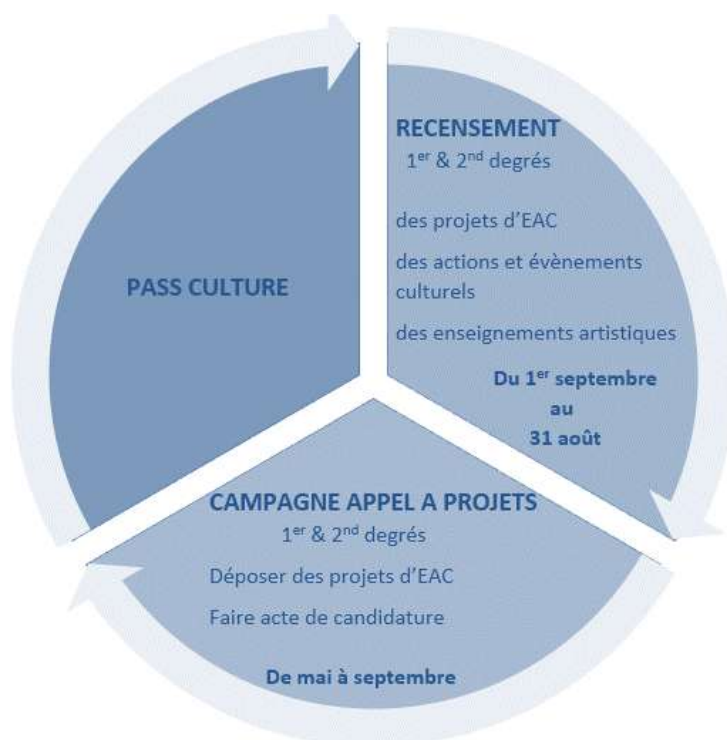 RECENSEMENT
1er & 2nd degrés
des projets d'EAC
des actions et évènements
culturels
des enseignements artistiques
Du 1er septembre
au
31 août
PASS CULTURE
CAMPAGNE APPEL A PROJETS
1er & 2nd degrés
Déposer des projets d'EAC
Faire acte de candidature
De mai à septembre